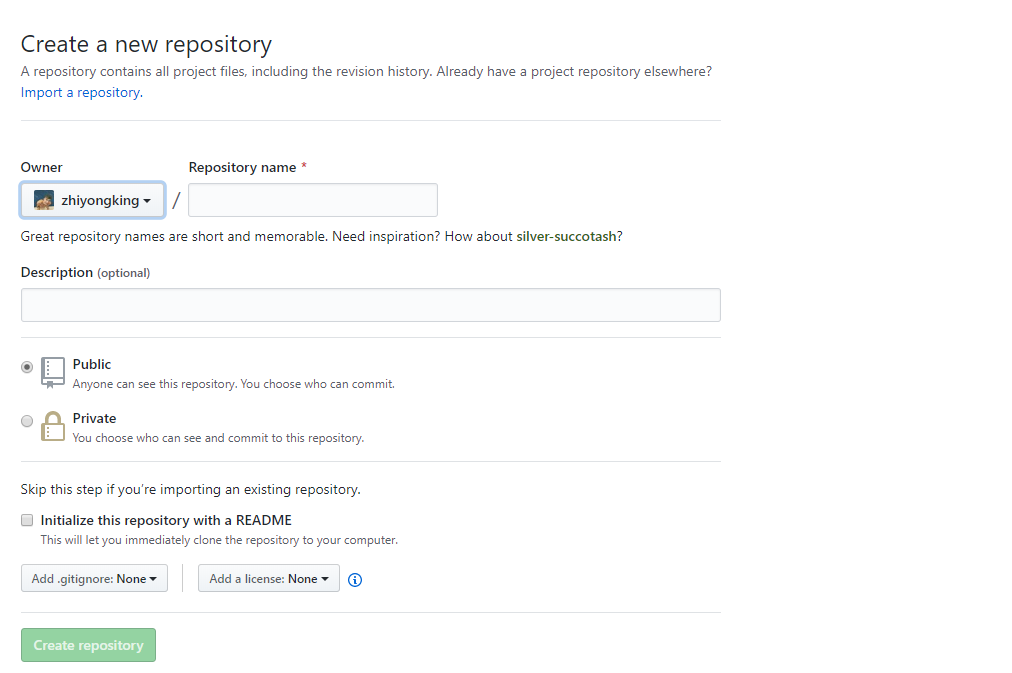 Create a new repository
A repository contains all project files, including the revision history. Already have a project repository elsewhere?
Import a repository.
Owner
Repository name *
zhiyongking
/
Great repository names are short and memorable. Need inspiration? How about silver-succotash?
Description (optional)
Public
Anyone can see this repository. You choose who can commit.
Private
You choose who can see and commit to this repository.
Skip this step if you’re importing an existing repository.
Initialize this repository with a README
This will let you immediately clone the repository to your computer.
Add .gitignore: None
Add a license: None
Create repository